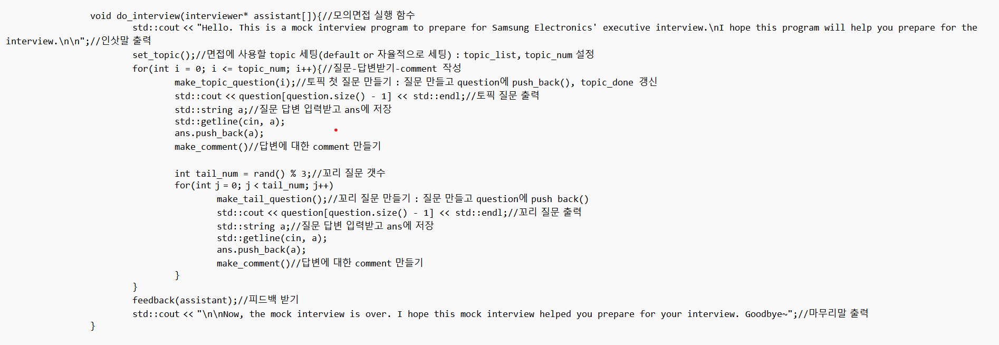 void do_interview(interviewer* assistant[]){//모의면접 실행 함수
std::cout << "Hello. This is a mock interview program to prepare for Samsung Electronics' executive interview.\nI hope this program will help you prepare for the
interview.\n\n";//인삿말 출력
set_topic();//면접에 사용할 topic 세팅(default or 자율적으로 세팅) : topic_list, topic_num 설정
for(int i = 0; i <= topic_num; i++){//질문-답변받기-comment 작성
make_topic_question(i);//토픽 첫 질문 만들기 : 질문 만들고 question에 push_back(), topic_done 갱신
std::cout << question[question.size() - 1] << std::endl;//토픽 질문 출력
std::string a;//질문 답변 입력받고 ans에 저장
std::getline(cin, a);
ans.push_back(a);
make_comment()//답변에 대한 comment 만들기
int tail_num = rand() % 3;//꼬리 질문 갯수
for(int j = 0; j < tail_num; j++)
make_tail_question();//꼬리 질문 만들기 : 질문 만들고 question에 push back()
std::cout << question[question.size() - 1] << std::endl;//꼬리 질문 출력
std::string a;//질문 답변 입력받고 ans에 저장
std::getline(cin, a);
ans.push_back(a);
make_comment()//답변에 대한 comment 만들기
}
}
feedback(assistant);//피드백 받기
std::cout << "\n\nNow, the mock interview is over. I hope this mock interview helped you prepare for your interview. Goodbye~";//마무리말 출력
}